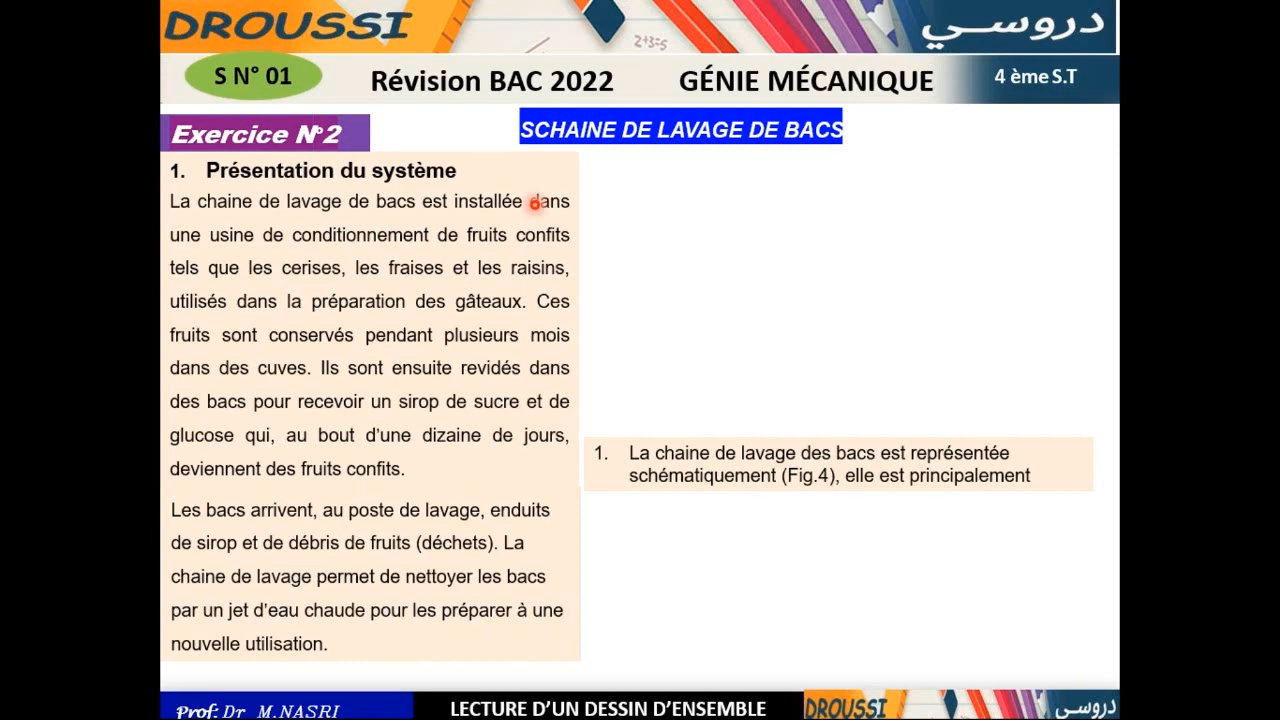 DROUSSI
2+3=5
دروسي
S N° 01
Révision BAC 2022
GÉNIE MÉCANIQUE
4 ème S.T
Exercice N°2
SCHAINE DE LAVAGE DE BACS
1. Présentation du système
La chaine de lavage de bacs est installée dans
une usine de conditionnement de fruits confits
tels que les cerises, les fraises et les raisins,
utilisés dans la préparation des gâteaux. Ces
fruits sont conservés pendant plusieurs mois
dans des cuves. Ils sont ensuite revidés dans
des bacs pour recevoir un sirop de sucre et de
glucose qui, au bout d'une dizaine de jours,
deviennent des fruits confits.
Les bacs arrivent, au poste de lavage, enduits
de sirop et de débris de fruits (déchets). La
chaine de lavage permet de nettoyer les bacs
par un jet d'eau chaude pour les préparer à une
nouvelle utilisation.
1. La chaine de lavage des bacs est représentée
schématiquement (Fig.4), elle est principalement
Prof: Dr M.NASRI
LECTURE D'UN DESSIN D'ENSEMBLE
DROUSSI
دروسي